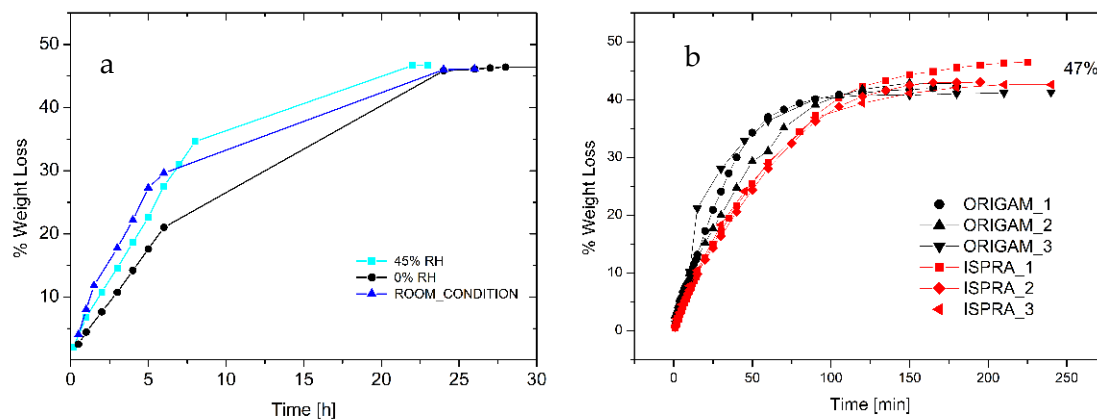 a
% Weight Loss
50
40
30
20
10
0
5
10
15
20
25
30
Time [h]
45% RH
0% RH
ROOM_CONDITION
b
% Weight Loss
50
40
30
20
10
0
0
50
100
150
200
250
Time [min]
47%
ORIGAM_1
ORIGAM_2
ORIGAM_3
ISPRA_1
ISPRA_2
ISPRA_3